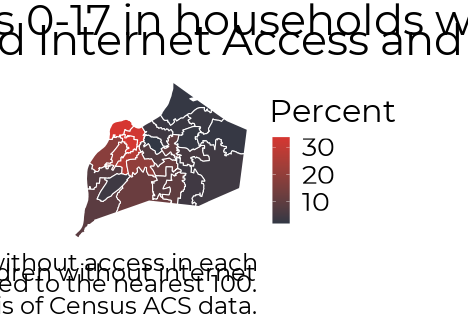 s 0-17 in households w
d Internet Access and
Percent
30
20
10
without access in each
dren without internet
ed to the nearest 100.
is of Census ACS data.